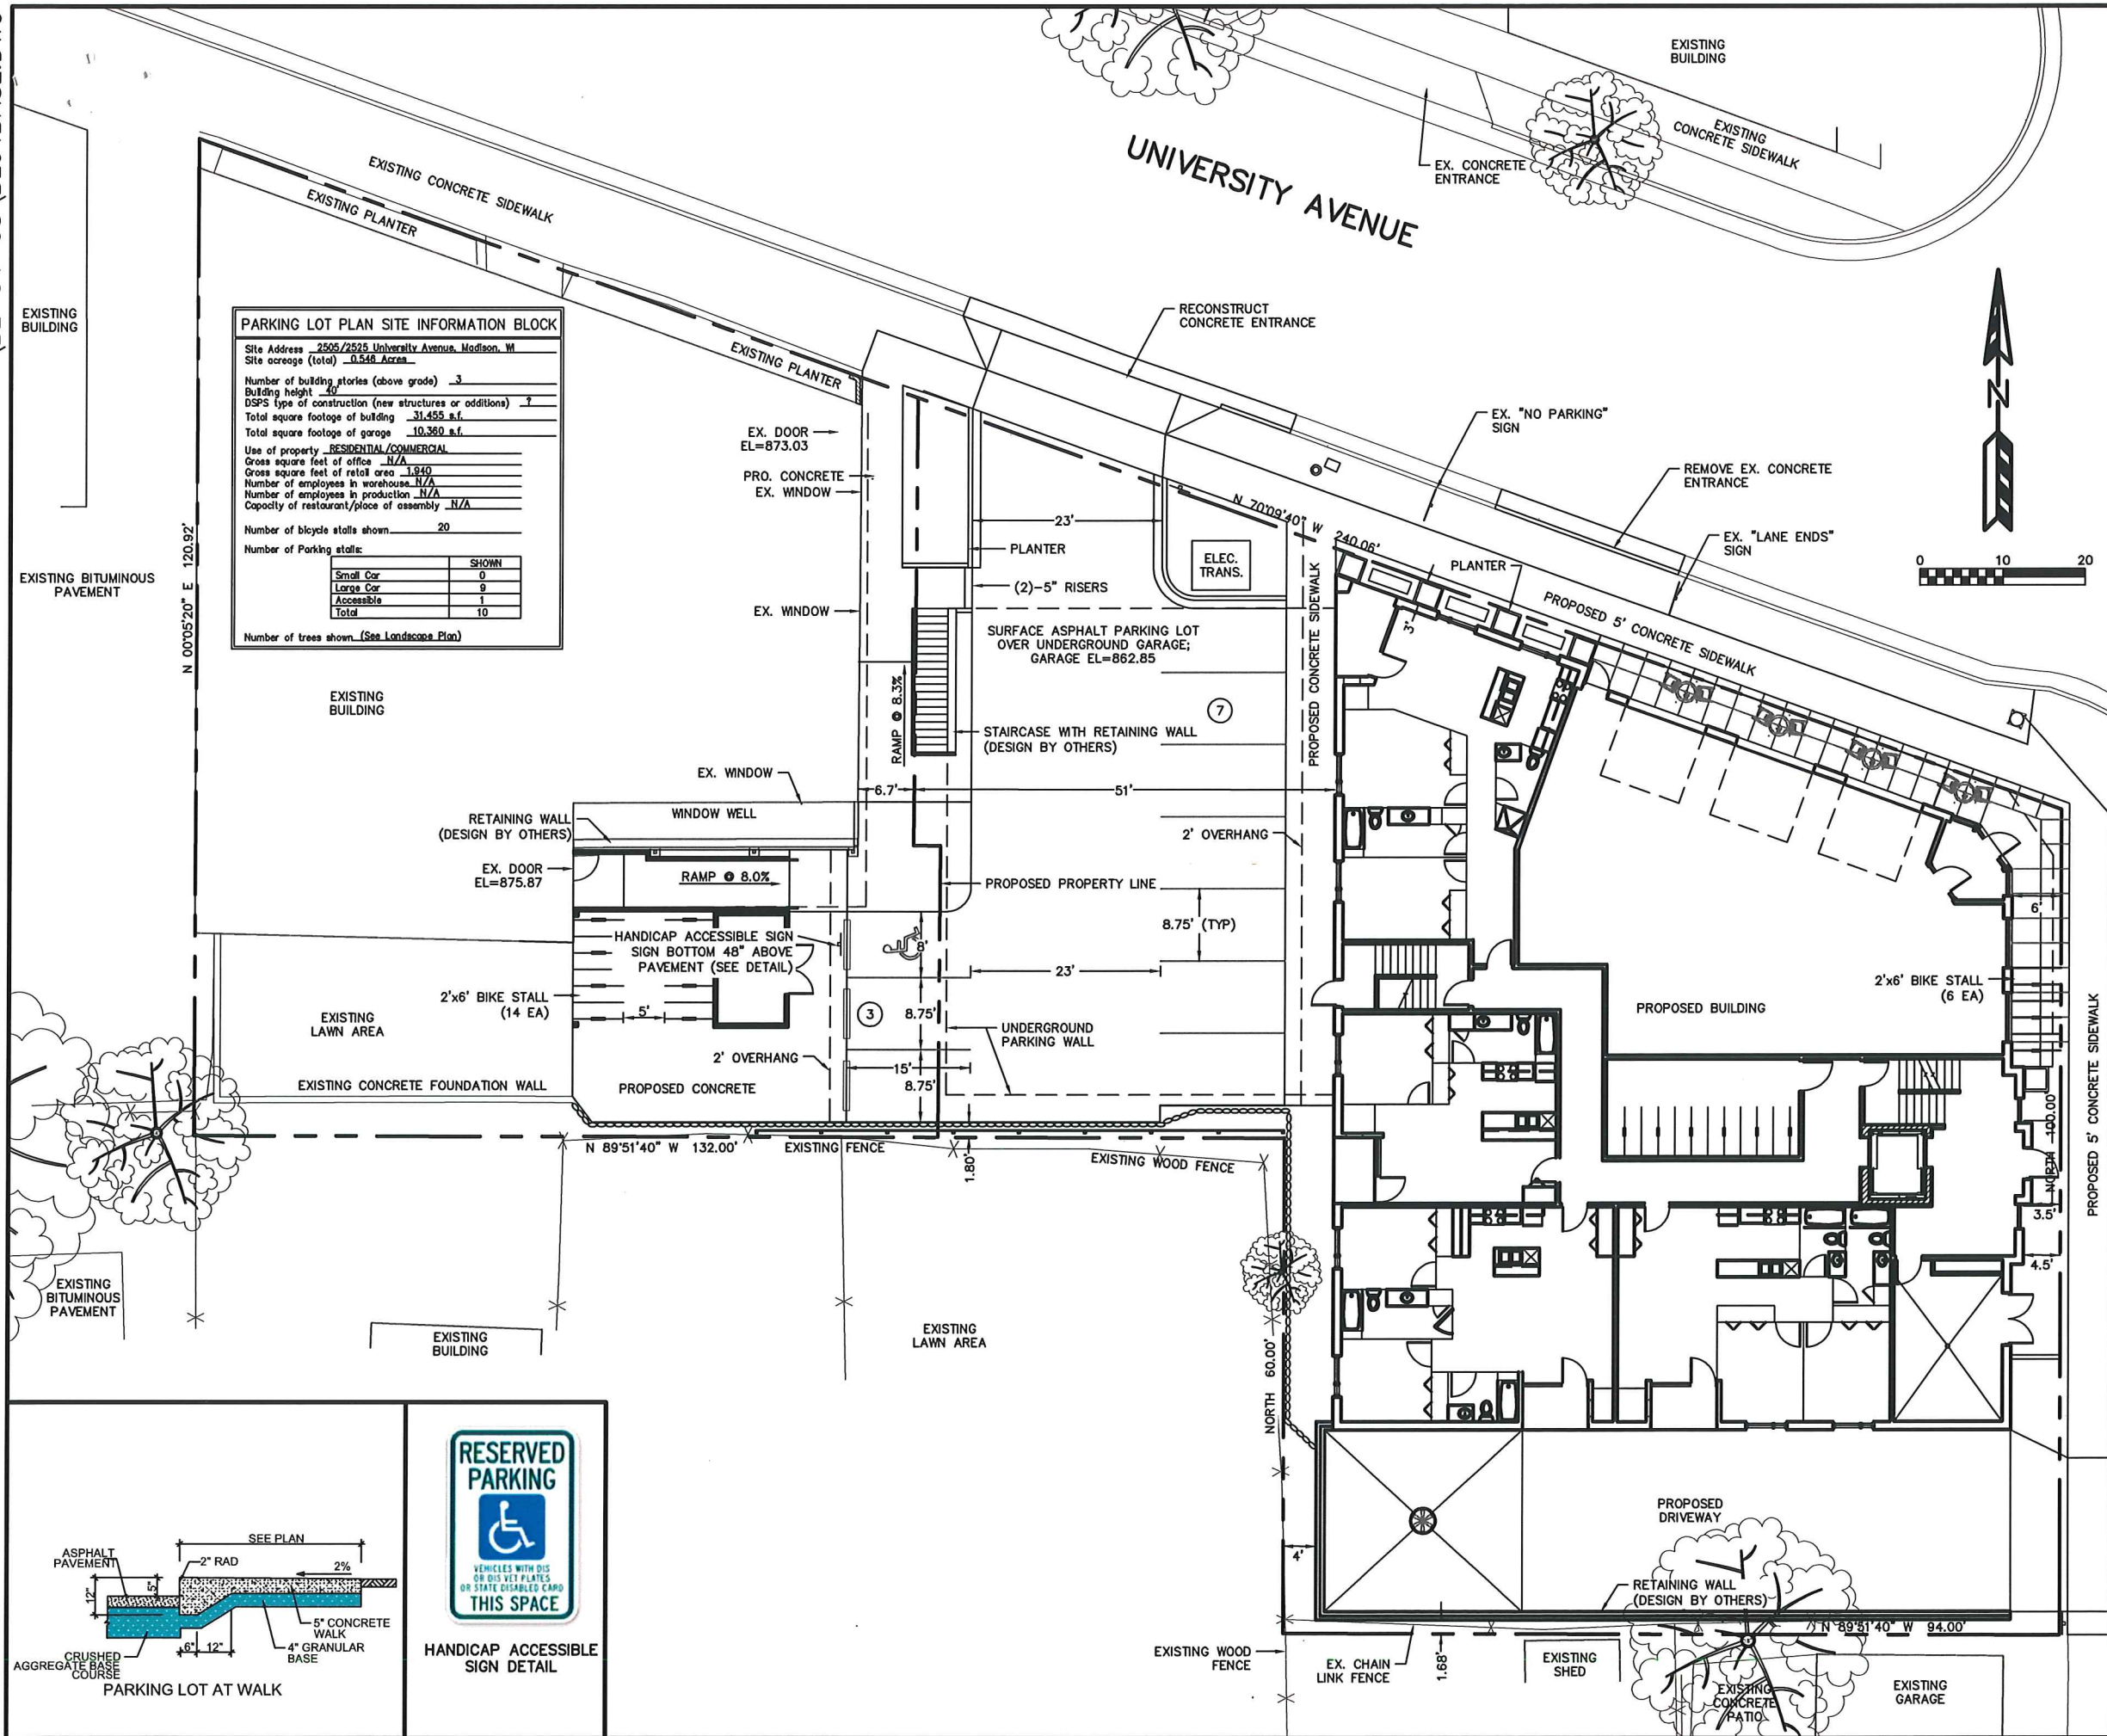 UNIVERSITY AVENUE
EXISTING
BUILDING
EXISTING
CONCRETE SIDEWALK
EX. CONCRETE
ENTRANCE
EXISTING CONCRETE SIDEWALK
EXISTING PLANTER
EXISTING
BUILDING
RECONSTRUCT
CONCRETE ENTRANCE
EXISTING PLANTER
PARKING LOT PLAN SITE INFORMATION BLOCK
Site Address 2505/2525 University Avenue, Madison, WI
Site acreage (total) 0.546 Acres
Number of building stories (above grade) 3
Building height 40'
DSPS type of construction (new structures or additions) ?
Total square footage of building 31,455 s.f.
Total square footage of garage 10,360 s.f.
Use of property RESIDENTIAL/COMMERCIAL
Gross square feet of office N/A
Gross square feet of retail area 1,940
Number of employees in warehouse N/A
Number of employees in production N/A
Capacity of restaurant/place of assembly N/A
Number of bicycle stalls shown 20
Number of Parking stalls:
SHOWN
Small Car 0
Large Car 9
Accessible 1
Total 10
Number of trees shown (See Landscape Plan)
N
0 10 20
EX. "NO PARKING"
SIGN
REMOVE EX. CONCRETE
ENTRANCE
EX. "LANE ENDS"
SIGN
EX. DOOR
EL=873.03
PRO. CONCRETE
EX. WINDOW
23'
PLANTER
(2)-5" RISERS
ELEC.
TRANS.
N 70°09'40" W 240.06'
PLANTER
PROPOSED 5' CONCRETE SIDEWALK
3'
PROPOSED CONCRETE SIDEWALK
EX. WINDOW
EXISTING BITUMINOUS
PAVEMENT
N 00°05'20" E 120.92'
SURFACE ASPHALT PARKING LOT
OVER UNDERGROUND GARAGE;
GARAGE EL=862.85
EXISTING
BUILDING
RAMP @ 8.3%
7
STAIRCASE WITH RETAINING WALL
(DESIGN BY OTHERS)
EX. WINDOW
6.7'
51'
WINDOW WELL
RETAINING WALL
(DESIGN BY OTHERS)
2' OVERHANG
EX. DOOR
EL=875.87
RAMP @ 8.0%
PROPOSED PROPERTY LINE
8.75' (TYP)
6'
HANDICAP ACCESSIBLE SIGN
SIGN BOTTOM 48" ABOVE
PAVEMENT (SEE DETAIL)
8'
23'
2'x6' BIKE STALL
(14 EA)
5'
3
8.75'
2'x6' BIKE STALL
(6 EA)
PROPOSED BUILDING
EXISTING
LAWN AREA
UNDERGROUND
PARKING WALL
2' OVERHANG
15'
8.75'
EXISTING CONCRETE FOUNDATION WALL
PROPOSED CONCRETE
PROPOSED 5' CONCRETE SIDEWALK
NORTH 100.00'
N 89°51'40" W 132.00'
EXISTING FENCE
1.80'
EXISTING WOOD FENCE
3.5'
4.5'
EXISTING
BITUMINOUS
PAVEMENT
EXISTING
BUILDING
EXISTING
LAWN AREA
NORTH 60.00'
RESERVED
PARKING
VEHICLES WITH DIS
OR DIS VET PLATES
OR STATE DISABLED CARD
THIS SPACE
HANDICAP ACCESSIBLE
SIGN DETAIL
SEE PLAN
ASPHALT
PAVEMENT
2" RAD
2%
12"
5"
5" CONCRETE
WALK
4" GRANULAR
BASE
6" 12"
CRUSHED
AGGREGATE BASE
COURSE
PARKING LOT AT WALK
4'
PROPOSED
DRIVEWAY
RETAINING WALL
(DESIGN BY OTHERS)
N 89°51'40" W 94.00'
EXISTING WOOD
FENCE
EX. CHAIN
LINK FENCE
1.68'
EXISTING
SHED
EXISTING
CONCRETE
PATIO
EXISTING
GARAGE